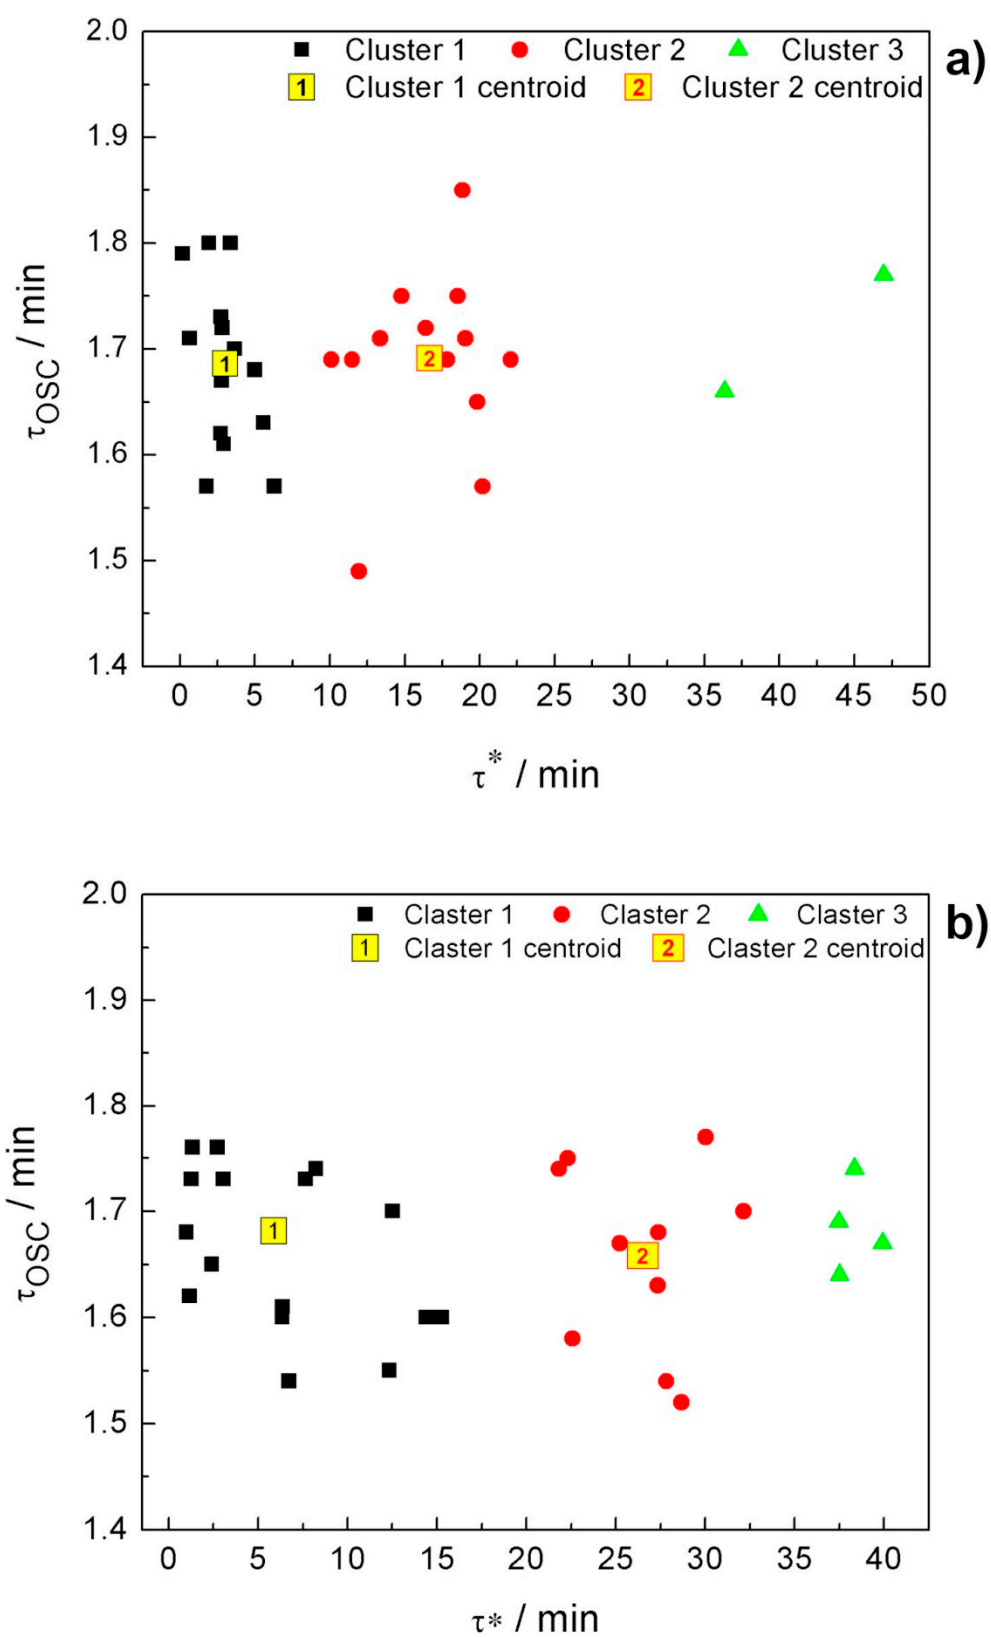 2.0
Cluster 1 Cluster 2 Cluster 3
a)
1 Cluster 1 centroid 2 Cluster 2 centroid
1.9
1.8
1.7
1 2
1.6
1.5
1.4
τOSC / min
0 5 10 15 20 25 30 35 40 45 50
τ* / min
2.0
Claster 1 Claster 2 Claster 3
b)
1 Claster 1 centroid 2 Claster 2 centroid
1.9
1.8
1.7
1
2
1.6
1.5
1.4
τOSC / min
0 5 10 15 20 25 30 35 40
τ* / min